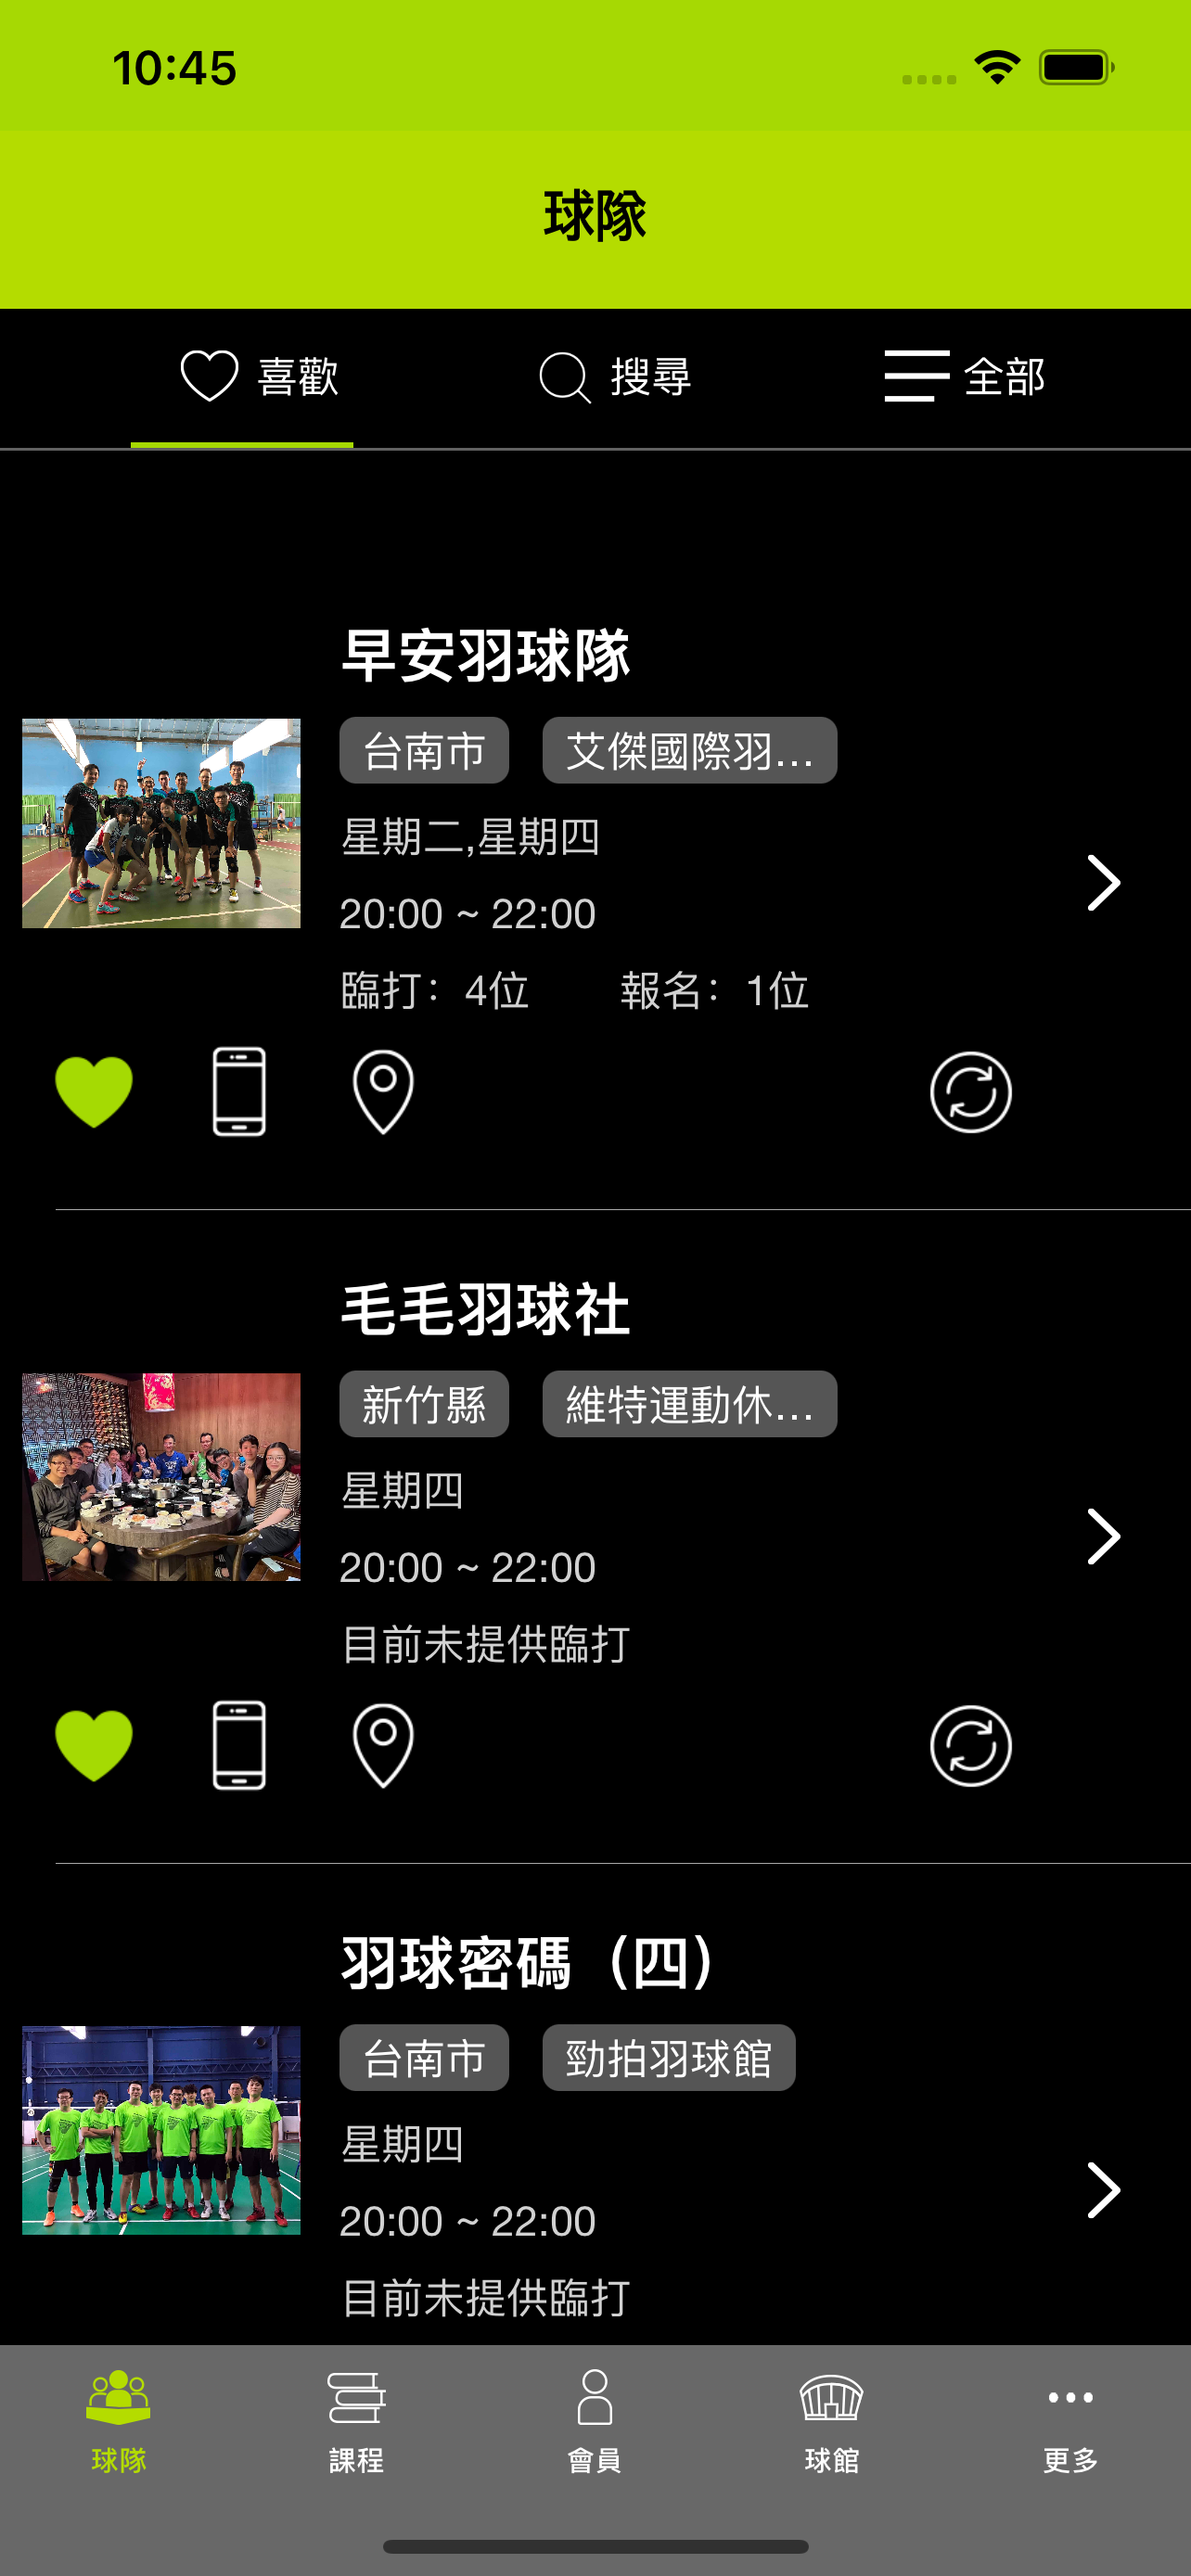 10:45
球隊
喜歡
搜尋
全部
早安羽球隊
台南市 艾傑國際羽...
星期二,星期四
20:00 ~ 22:00
臨打：4位 報名：1位
毛毛羽球社
新竹縣 維特運動休...
星期四
20:00 ~ 22:00
目前未提供臨打
羽球密碼（四）
台南市 勁拍羽球館
星期四
20:00 ~ 22:00
目前未提供臨打
球隊
課程
會員
球館
更多